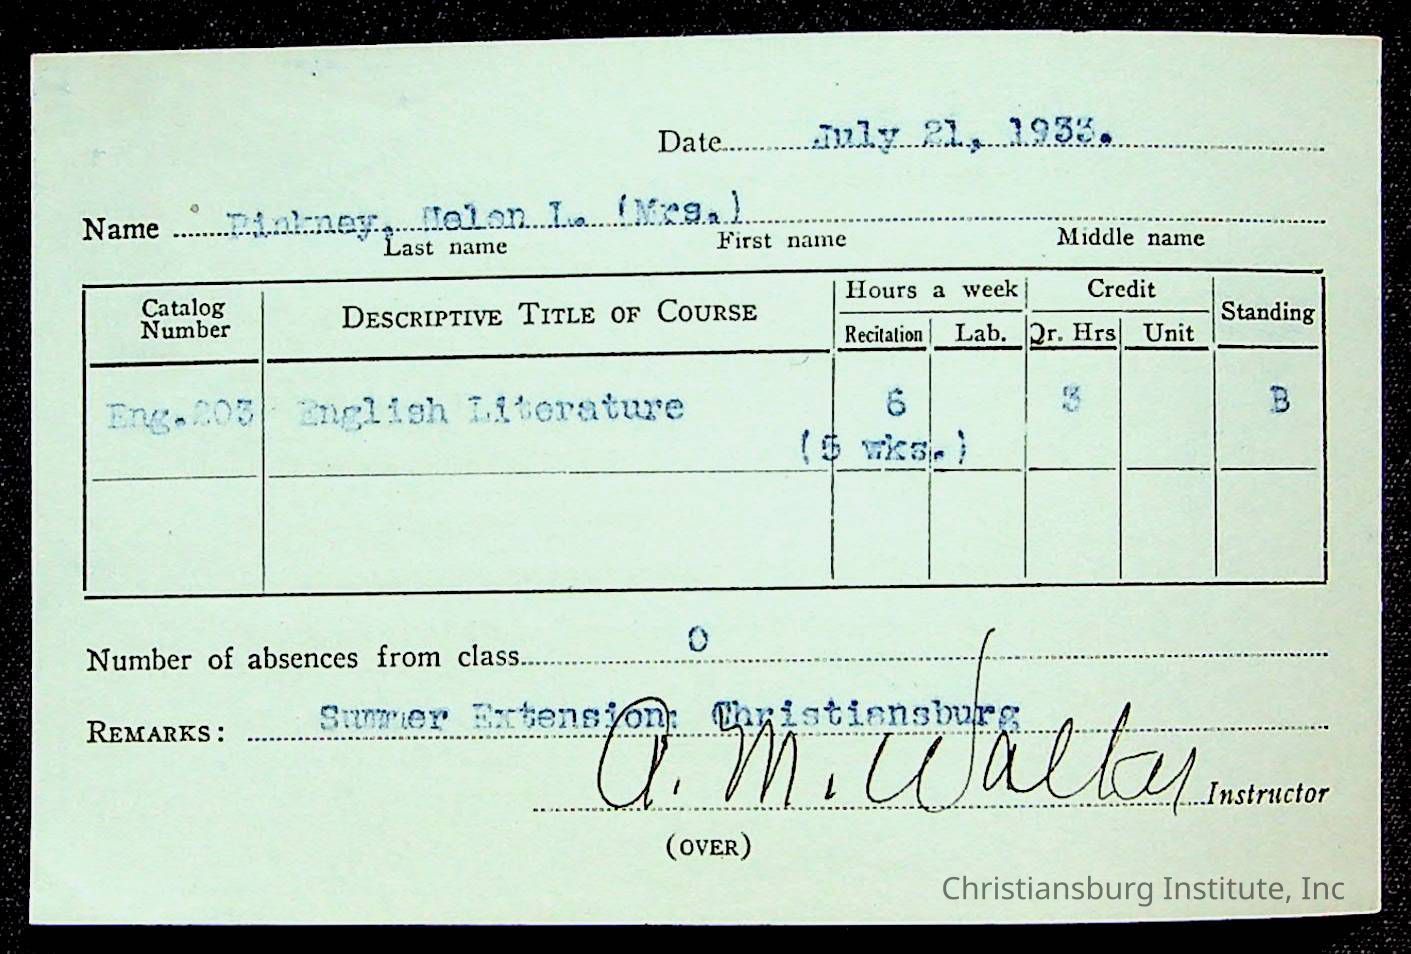 Date July 21, 1933.
Name Pinkney, Helen L. (Mrs.)
Last name First name Middle name
Catalog Number DESCRIPTIVE TITLE OF COURSE Hours a week Credit Standing
Recitation Lab. Qr. Hrs Unit
Eng.203 English Literature 6 3 B
(5 wks.)
Number of absences from class 0
REMARKS: Summer Extension: Christiansburg
A. M. Walker Instructor
(OVER)
Christiansburg Institute, Inc